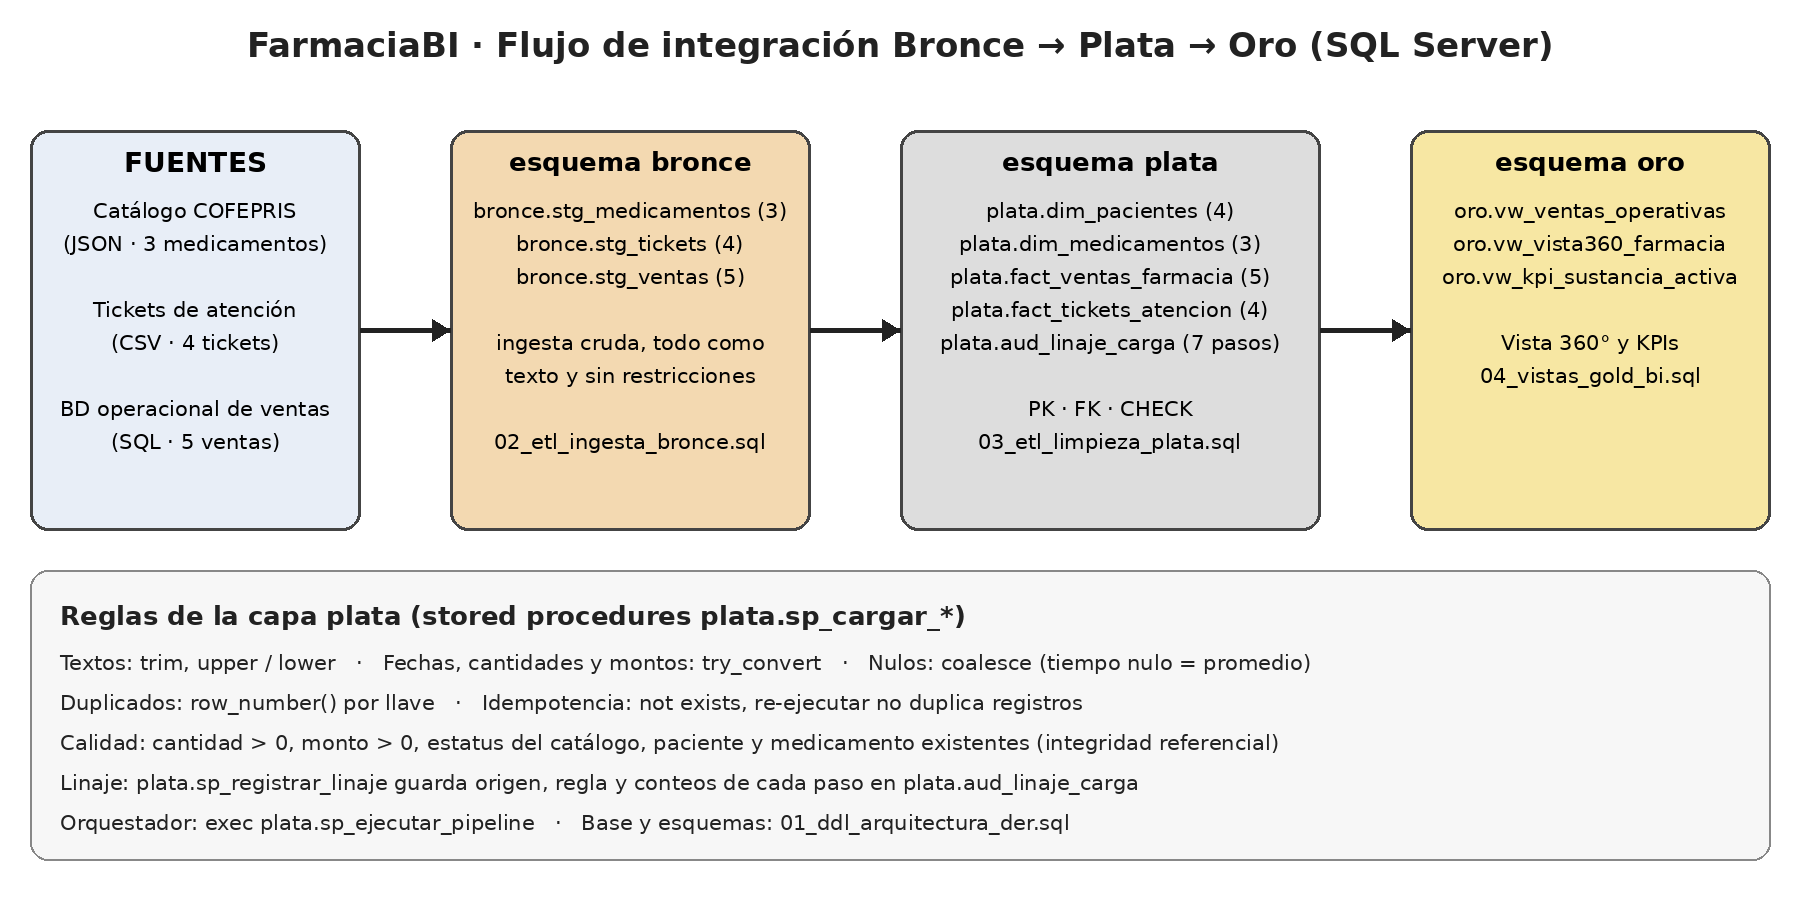 FarmaciaBI · Flujo de integración Bronce → Plata → Oro (SQL Server)
FUENTES
Catálogo COFEPRIS
(JSON · 3 medicamentos)
Tickets de atención
(CSV · 4 tickets)
BD operacional de ventas
(SQL · 5 ventas)
esquema bronce
bronce.stg_medicamentos (3)
bronce.stg_tickets (4)
bronce.stg_ventas (5)
ingesta cruda, todo como
texto y sin restricciones
02_etl_ingesta_bronce.sql
esquema plata
plata.dim_pacientes (4)
plata.dim_medicamentos (3)
plata.fact_ventas_farmacia (5)
plata.fact_tickets_atencion (4)
plata.aud_linaje_carga (7 pasos)
PK · FK · CHECK
03_etl_limpieza_plata.sql
esquema oro
oro.vw_ventas_operativas
oro.vw_vista360_farmacia
oro.vw_kpi_sustancia_activa
Vista 360° y KPIs
04_vistas_gold_bi.sql
Reglas de la capa plata (stored procedures plata.sp_cargar_*)
Textos: trim, upper / lower · Fechas, cantidades y montos: try_convert · Nulos: coalesce (tiempo nulo = promedio)
Duplicados: row_number() por llave · Idempotencia: not exists, re-ejecutar no duplica registros
Calidad: cantidad > 0, monto > 0, estatus del catálogo, paciente y medicamento existentes (integridad referencial)
Linaje: plata.sp_registrar_linaje guarda origen, regla y conteos de cada paso en plata.aud_linaje_carga
Orquestador: exec plata.sp_ejecutar_pipeline · Base y esquemas: 01_ddl_arquitectura_der.sql